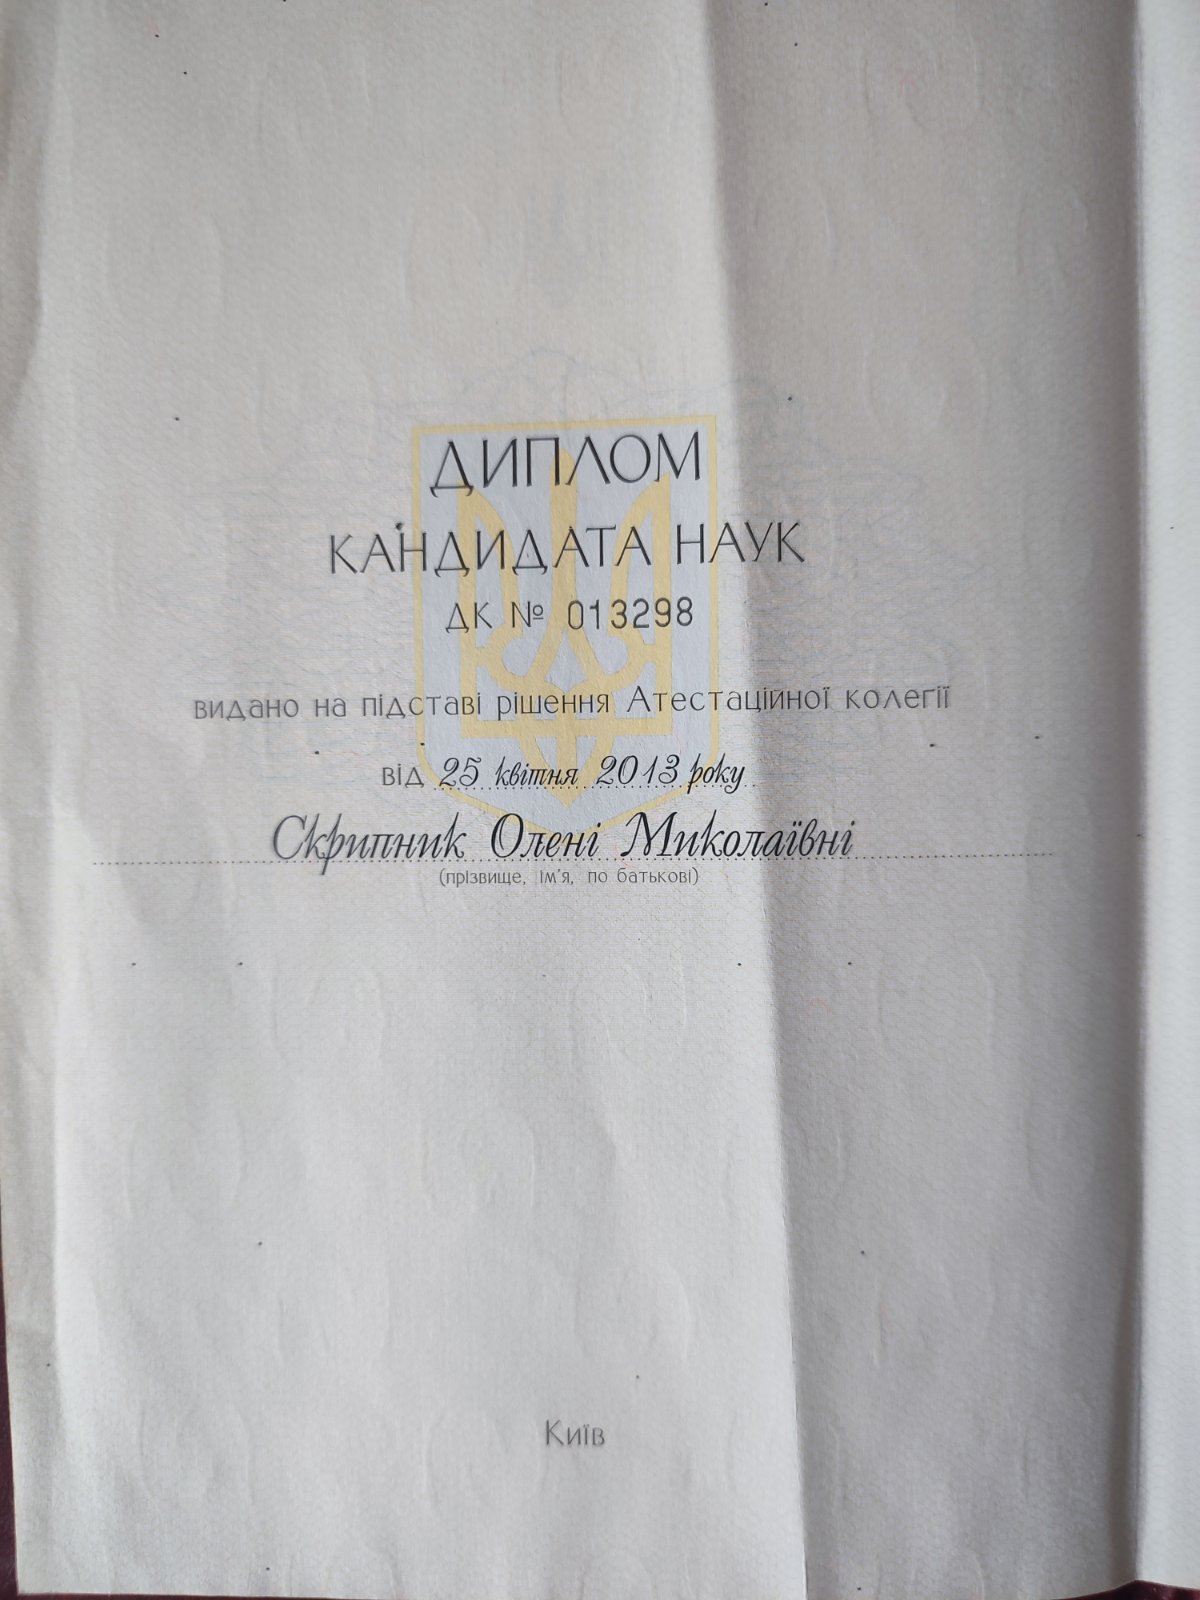 ДИПЛОМ
КАНДИДАТА НАУК
ДК № 013298
видано на підставі рішення Атестаційної колегії
від 25 квітня 2013 року
Скрипник Олені Миколаївні
(прізвище, ім'я, по батькові)
Київ